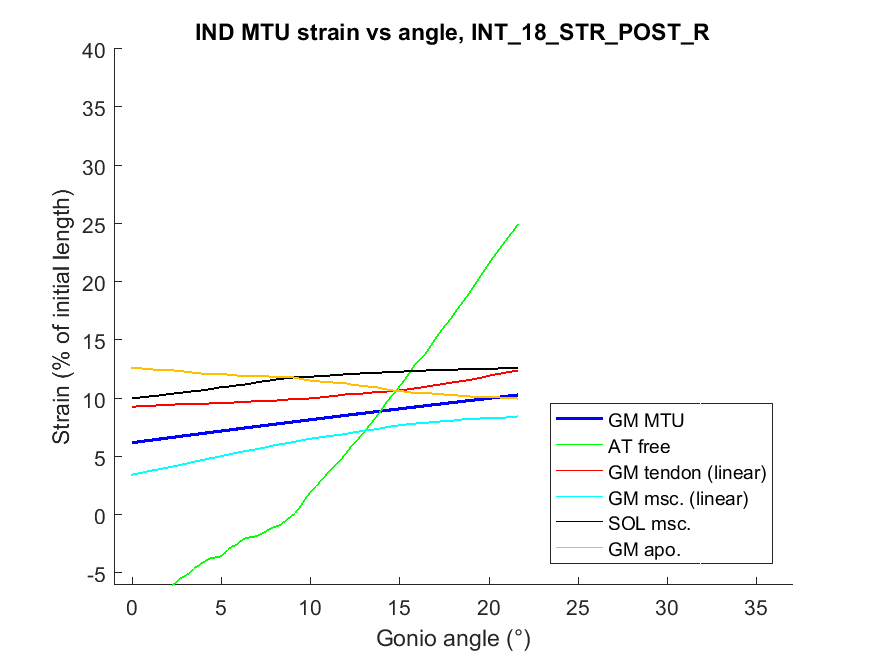 IND MTU strain vs angle, INT_18_STR_POST_R
Strain (% of initial length)
40
35
30
25
20
15
10
5
0
-5
0 5 10 15 20 25 30 35
Gonio angle (°)
GM MTU
AT free
GM tendon (linear)
GM msc. (linear)
SOL msc.
GM apo.